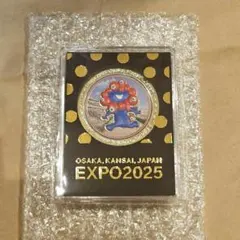 OSAKA, KANSAI, JAPAN
EXPO2025